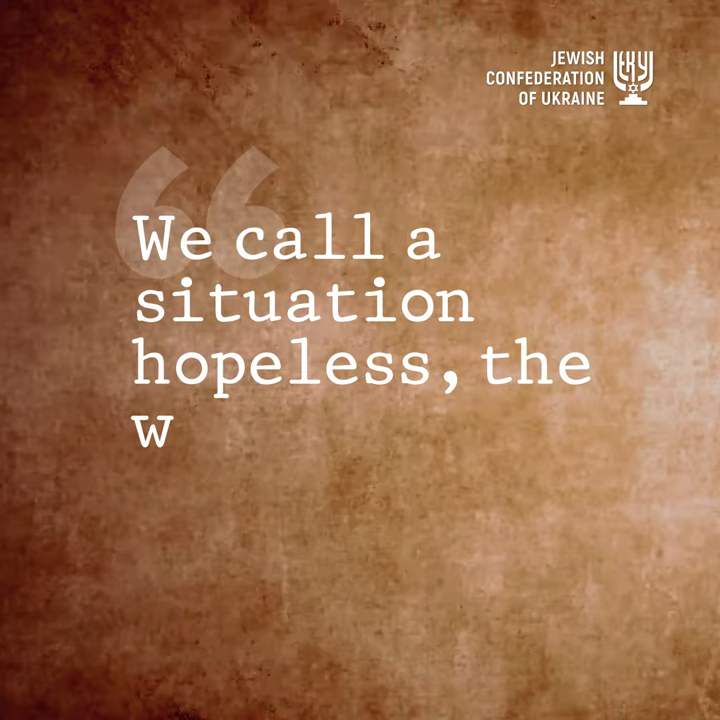 JEWISH
CONFEDERATION
OF UKRAINE
“
We call a
situation
hopeless, the
w